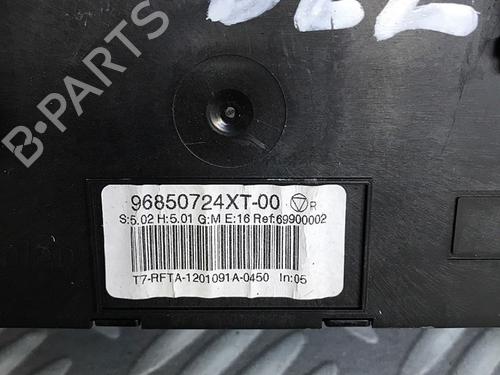 B-PARTS
96850724XT-00 R
S:5.02 H:5.01 G:M E:16 Ref:69900002
T7-RFTA-1201091A-0450 In:05